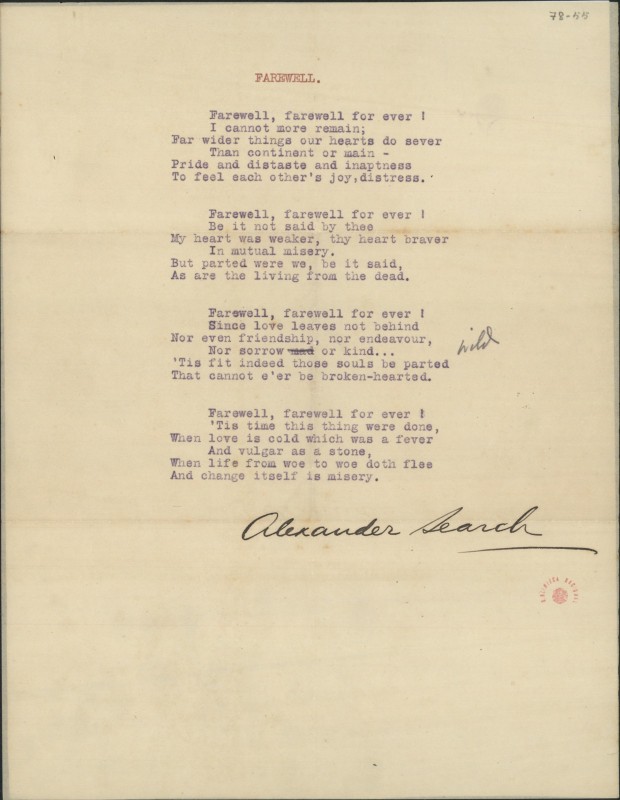 78-55
FAREWELL.
Farewell, farewell for ever !
I cannot more remain;
Far wider things our hearts do sever
Than continent or main -
Pride and distaste and inaptness
To feel each other's joy,distress.
Farewell, farewell for ever !
Be it not said by thee
My heart was weaker, thy heart braver
In mutual misery.
But parted were we, be it said,
As are the living from the dead.
Farewell, farewell for ever !
Since love leaves not behind
Nor even friendship, nor endeavour,
Nor sorrow mad or kind... wild
'Tis fit indeed those souls be parted
That cannot e'er be broken-hearted.
Farewell, farewell for ever !
'Tis time this thing were done,
When love is cold which was a fever
And vulgar as a stone,
When life from woe to woe doth flee
And change itself is misery.
Alexander Search